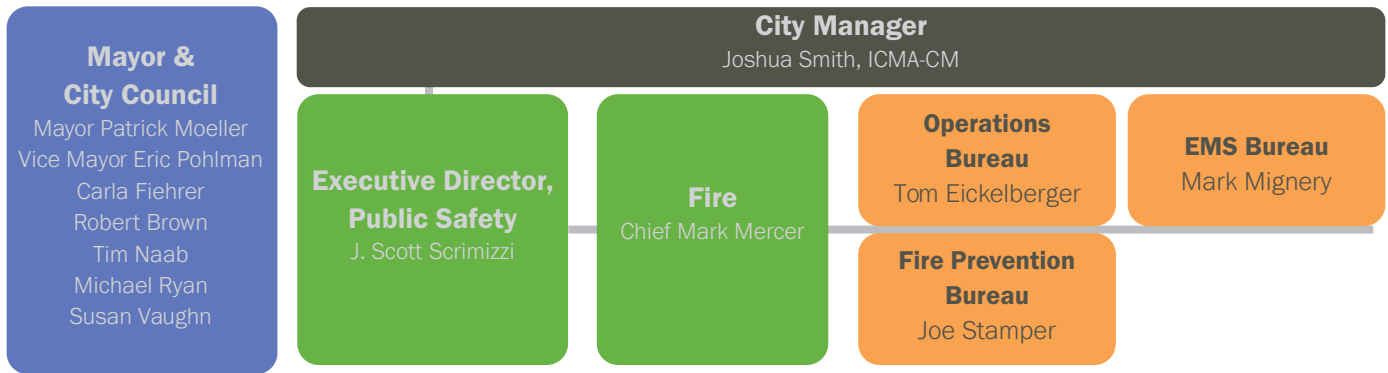 Mayor &
City Council
Mayor Patrick Moeller
Vice Mayor Eric Pohlman
Carla Fiehrer
Robert Brown
Tim Naab
Michael Ryan
Susan Vaughn
City Manager
Joshua Smith, ICMA-CM
Executive Director,
Public Safety
J. Scott Scrimizzi
Fire
Chief Mark Mercer
Operations
Bureau
Tom Eickelberger
EMS Bureau
Mark Mignery
Fire Prevention
Bureau
Joe Stamper